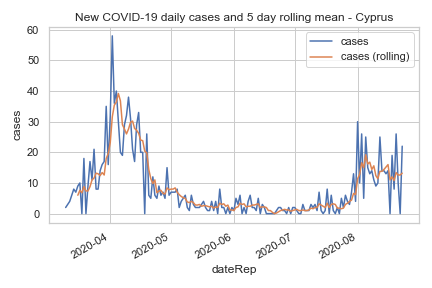 New COVID-19 daily cases and 5 day rolling mean - Cyprus
cases
cases (rolling)
60
50
40
30
20
10
0
cases
2020-04
2020-05
2020-06
2020-07
2020-08
dateRep